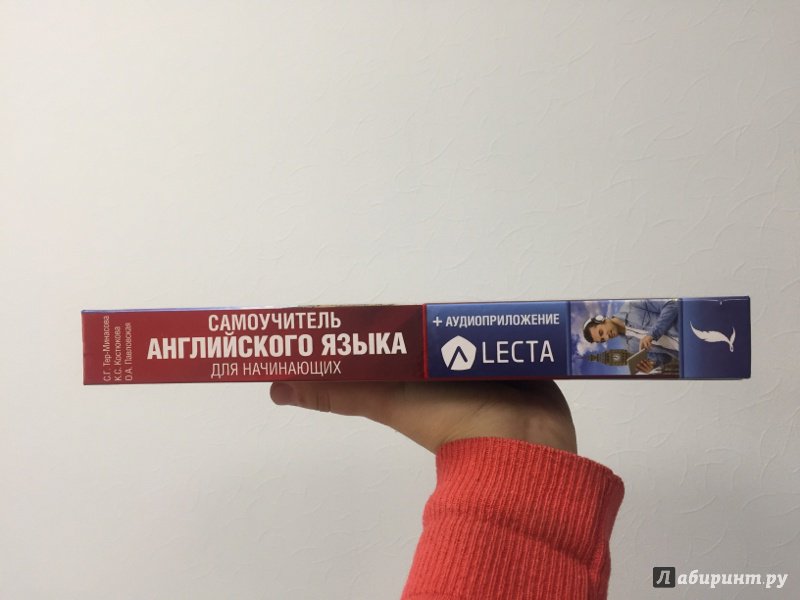 С.Г. Тер-Минасова
К.С. Костюкова
О.А. Павловская
САМОУЧИТЕЛЬ
АНГЛИЙСКОГО ЯЗЫКА
ДЛЯ НАЧИНАЮЩИХ
+ АУДИОПРИЛОЖЕНИЕ
LECTA
Лабиринт.ру